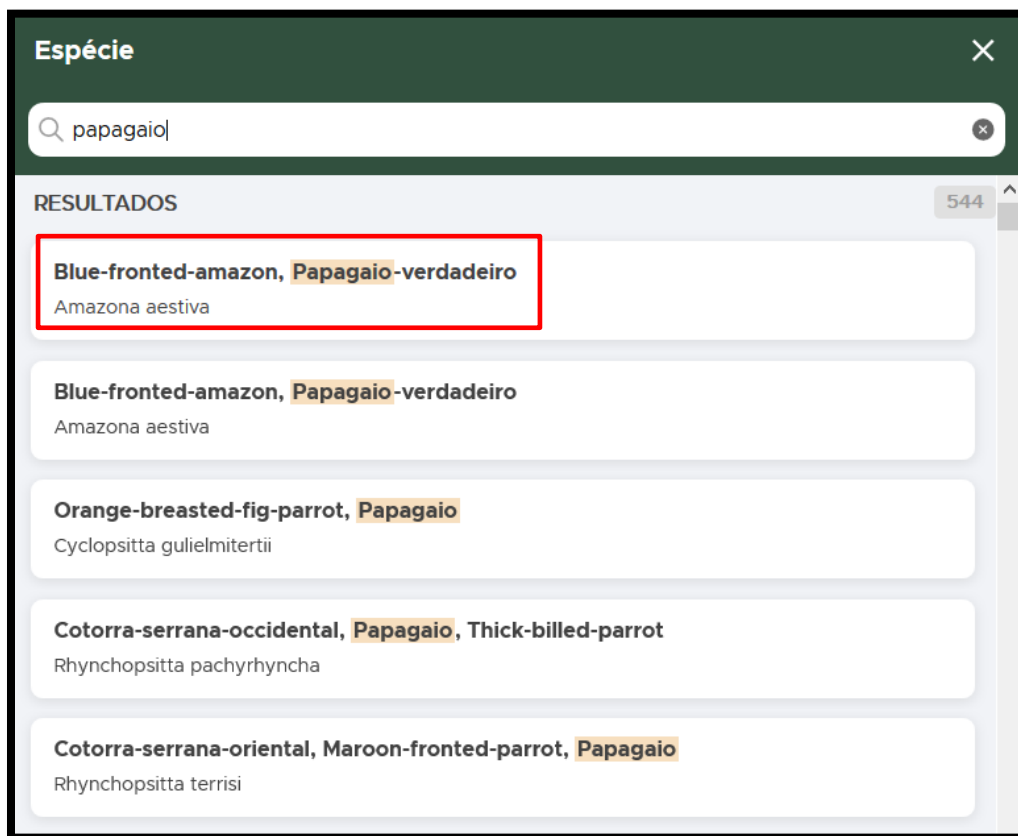 Espécie
papagaio
RESULTADOS 544
Blue-fronted-amazon, Papagaio-verdadeiro
Amazona aestiva
Blue-fronted-amazon, Papagaio-verdadeiro
Amazona aestiva
Orange-breasted-fig-parrot, Papagaio
Cyclopsitta gulielmitertii
Cotorra-serrana-occidental, Papagaio, Thick-billed-parrot
Rhynchopsitta pachyrhyncha
Cotorra-serrana-oriental, Maroon-fronted-parrot, Papagaio
Rhynchopsitta terrisi